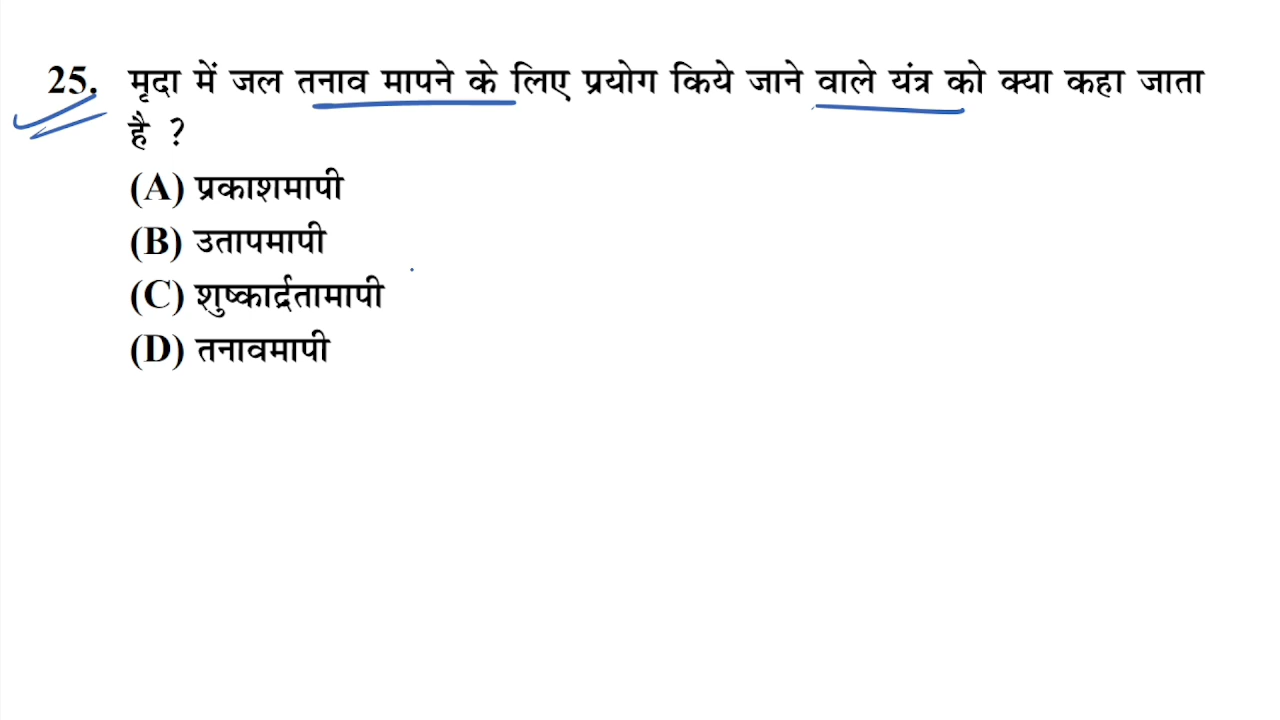 25. मृदा में जल तनाव मापने के लिए प्रयोग किये जाने वाले यंत्र को क्या कहा जाता
है ?
(A) प्रकाशमापी
(B) उतापमापी
(C) शुष्कार्द्रतामापी
(D) तनावमापी